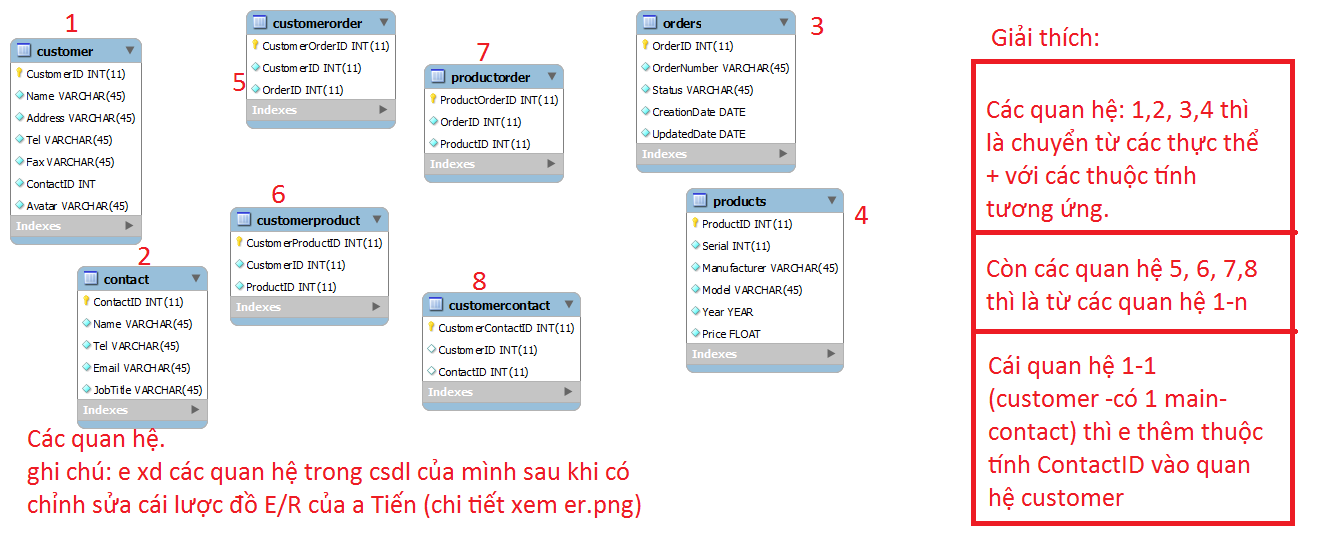 1
customer
CustomerID INT(11)
Name VARCHAR(45)
Address VARCHAR(45)
Tel VARCHAR(45)
Fax VARCHAR(45)
ContactID INT
Avatar VARCHAR(45)
Indexes
2
contact
ContactID INT(11)
Name VARCHAR(45)
Tel VARCHAR(45)
Email VARCHAR(45)
JobTitle VARCHAR(45)
Indexes
customerorder
CustomerOrderID INT(11)
CustomerID INT(11)
5
OrderID INT(11)
Indexes
6
customerproduct
CustomerProductID INT(11)
CustomerID INT(11)
ProductID INT(11)
Indexes
7
productorder
ProductOrderID INT(11)
OrderID INT(11)
ProductID INT(11)
Indexes
8
customercontact
CustomerContactID INT(11)
CustomerID INT(11)
ContactID INT(11)
Indexes
orders
3
OrderID INT(11)
OrderNumber VARCHAR(45)
Status VARCHAR(45)
CreationDate DATE
UpdatedDate DATE
Indexes
products
4
ProductID INT(11)
Serial INT(11)
Manufacturer VARCHAR(45)
Model VARCHAR(45)
Year YEAR
Price FLOAT
Indexes
Giải thích:
Các quan hệ: 1,2, 3,4 thì
là chuyển từ các thực thể
+ với các thuộc tính
tương ứng.
Còn các quan hệ 5, 6, 7,8
thì là từ các quan hệ 1-n
Cái quan hệ 1-1
(customer -có 1 main-
contact) thì e thêm thuộc
tính ContactID vào quan
hệ customer
Các quan hệ.
ghi chú: e xd các quan hệ trong csdl của mình sau khi có
chỉnh sửa cái lược đồ E/R của a Tiến (chi tiết xem er.png)